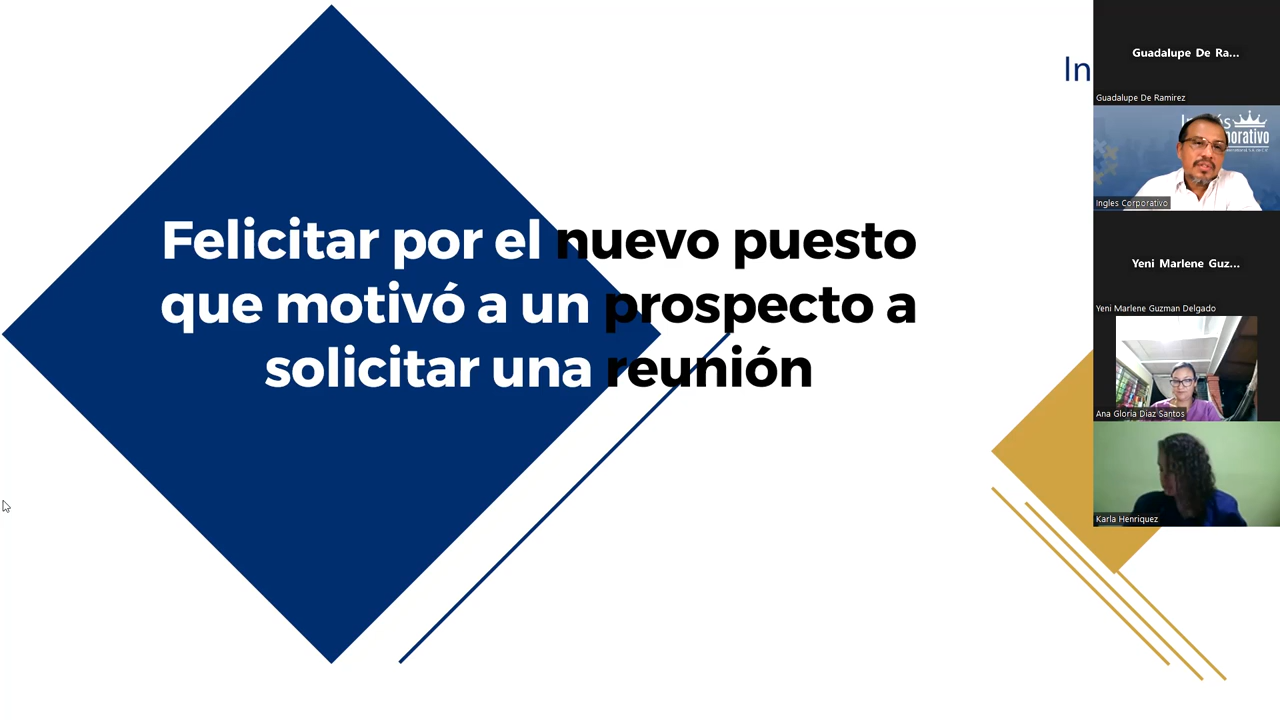 Felicitar por el nuevo puesto
que motivó a un prospecto a
solicitar una reunión
In
Guadalupe De Ra...
Guadalupe De Ramirez
Ingles Corporativo
Yeni Marlene Guz...
Yeni Marlene Guzman Delgado
Ana Gloria Diaz Santos
Karla Henriquez